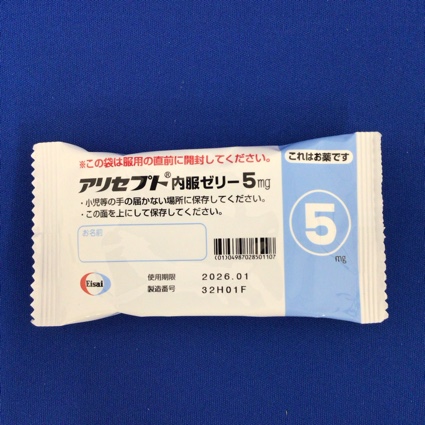 ※この袋は服用の直前に開封してください。
アリセプト®内服ゼリー5mg
これはお薬です
・小児等の手の届かない場所に保存してください。
・この面を上にして保存してください。
お名前
5
mg
(01)04987028501107
Eisai
使用期限 2026.01
製造番号 32H01F